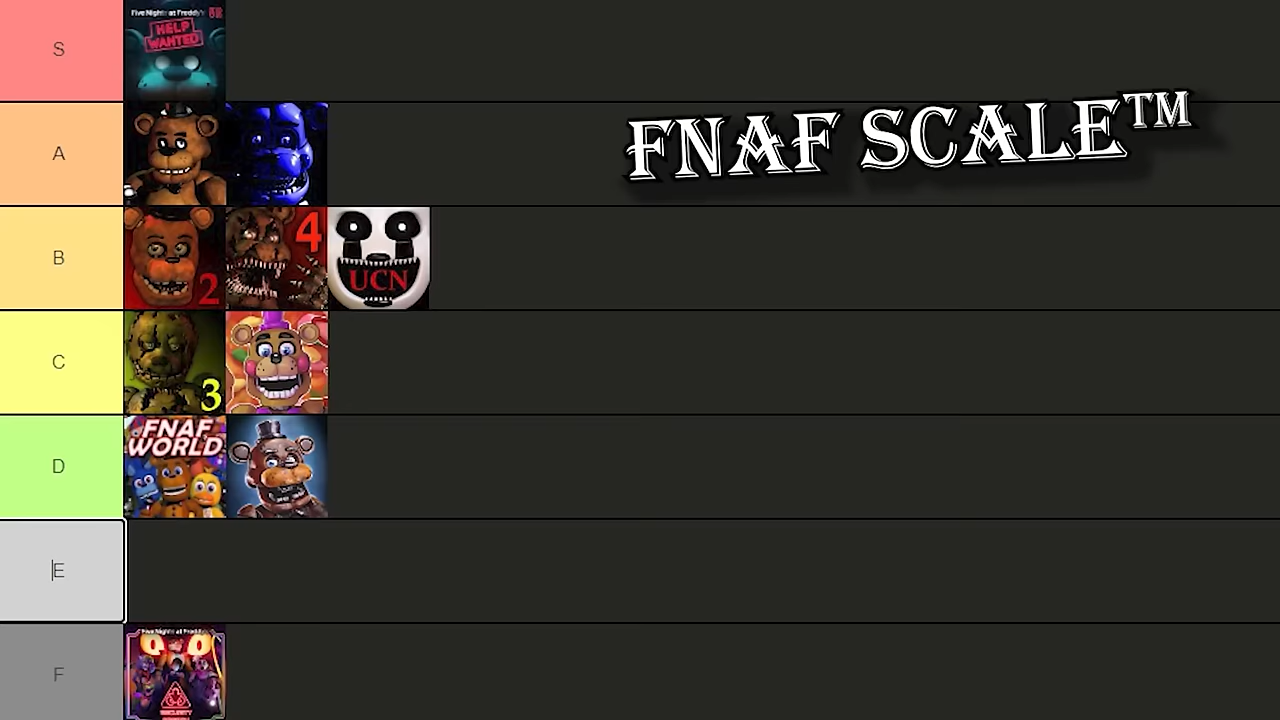 S
Five Nights at Freddy's VR
HELP
WANTED
A
FNAF SCALE™
B
2
4
UCN
C
3
D
FNAF
WORLD
E
F
Five Nights at Freddy's
SECURITY